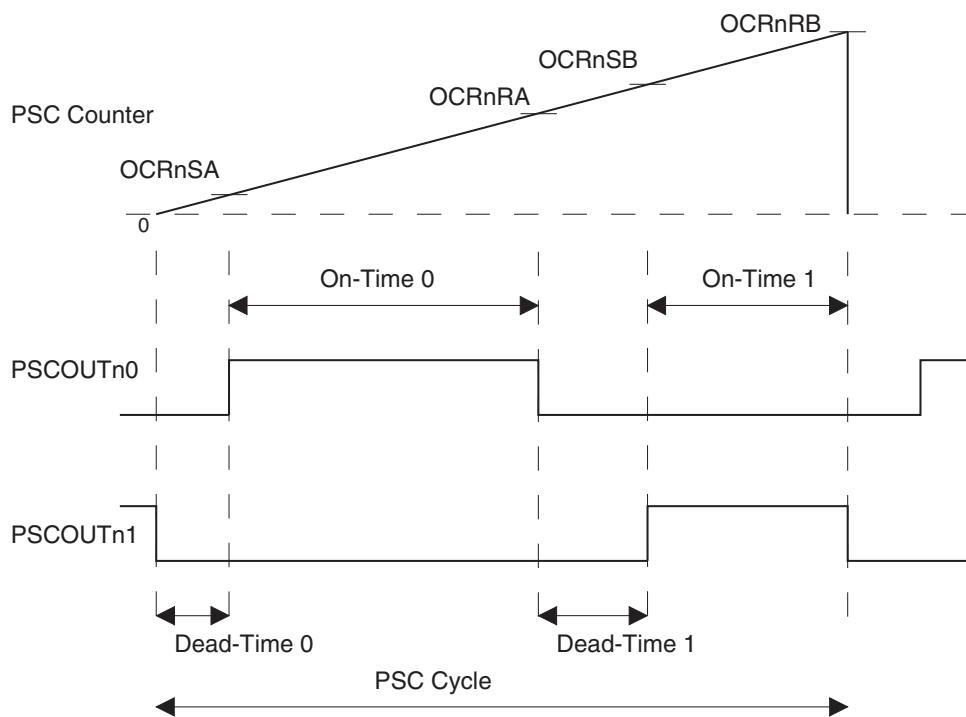 OCRnRB
OCRnSB
OCRnRA
PSC Counter
OCRnSA
0
On-Time 0
On-Time 1
PSCOUTn0
PSCOUTn1
Dead-Time 0
Dead-Time 1
PSC Cycle